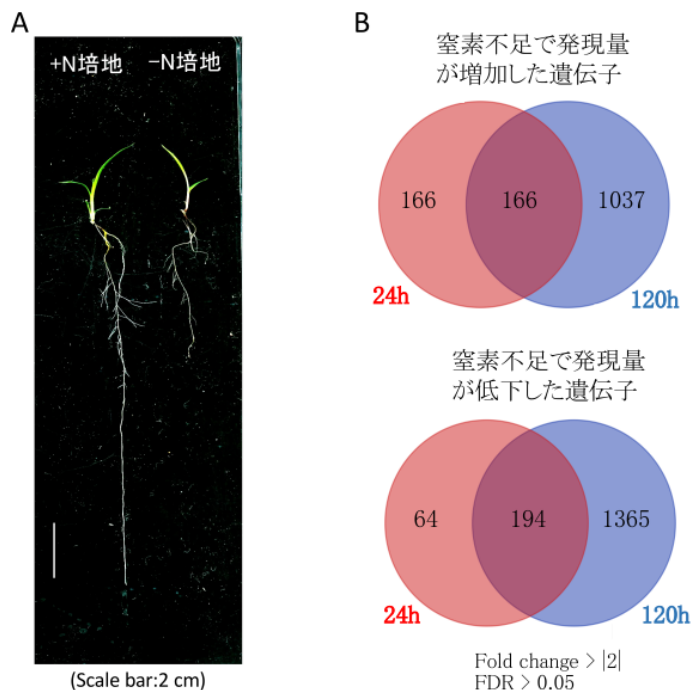 A
+N培地
−N培地
(Scale bar:2 cm)
B
窒素不足で発現量
が増加した遺伝子
166
166
1037
24h
120h
窒素不足で発現量
が低下した遺伝子
64
194
1365
24h
120h
Fold change > |2|
FDR > 0.05